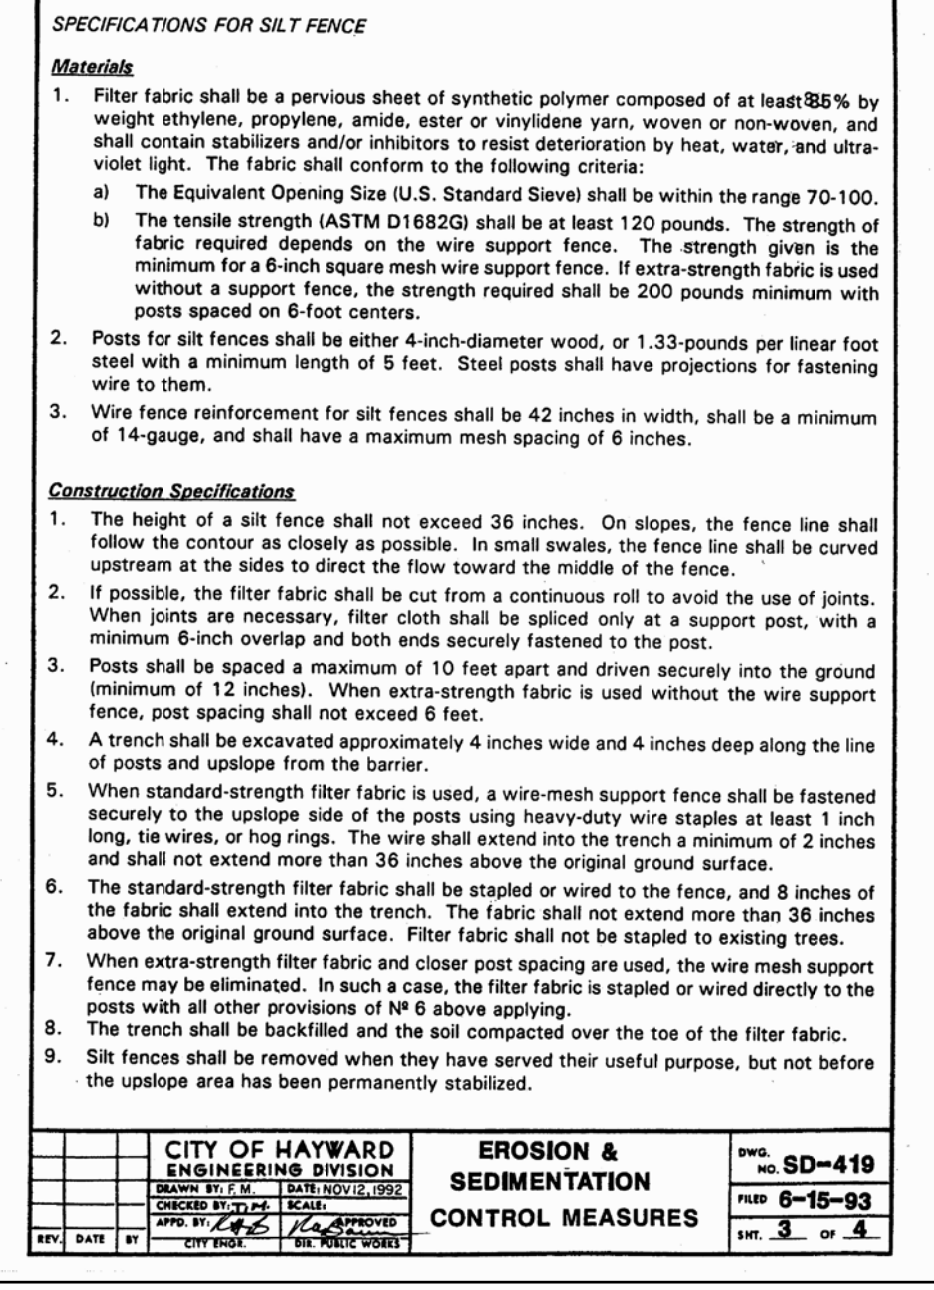 SPECIFICATIONS FOR SILT FENCE
Materials
1. Filter fabric shall be a pervious sheet of synthetic polymer composed of at least 85% by
weight ethylene, propylene, amide, ester or vinylidene yarn, woven or non-woven, and
shall contain stabilizers and/or inhibitors to resist deterioration by heat, water, and ultra-
violet light. The fabric shall conform to the following criteria:
a) The Equivalent Opening Size (U.S. Standard Sieve) shall be within the range 70-100.
b) The tensile strength (ASTM D1682G) shall be at least 120 pounds. The strength of
fabric required depends on the wire support fence. The strength given is the
minimum for a 6-inch square mesh wire support fence. If extra-strength fabric is used
without a support fence, the strength required shall be 200 pounds minimum with
posts spaced on 6-foot centers.
2. Posts for silt fences shall be either 4-inch-diameter wood, or 1.33-pounds per linear foot
steel with a minimum length of 5 feet. Steel posts shall have projections for fastening
wire to them.
3. Wire fence reinforcement for silt fences shall be 42 inches in width, shall be a minimum
of 14-gauge, and shall have a maximum mesh spacing of 6 inches.
Construction Specifications
1. The height of a silt fence shall not exceed 36 inches. On slopes, the fence line shall
follow the contour as closely as possible. In small swales, the fence line shall be curved
upstream at the sides to direct the flow toward the middle of the fence.
2. If possible, the filter fabric shall be cut from a continuous roll to avoid the use of joints.
When joints are necessary, filter cloth shall be spliced only at a support post, with a
minimum 6-inch overlap and both ends securely fastened to the post.
3. Posts shall be spaced a maximum of 10 feet apart and driven securely into the ground
(minimum of 12 inches). When extra-strength fabric is used without the wire support
fence, post spacing shall not exceed 6 feet.
4. A trench shall be excavated approximately 4 inches wide and 4 inches deep along the line
of posts and upslope from the barrier.
5. When standard-strength filter fabric is used, a wire-mesh support fence shall be fastened
securely to the upslope side of the posts using heavy-duty wire staples at least 1 inch
long, tie wires, or hog rings. The wire shall extend into the trench a minimum of 2 inches
and shall not extend more than 36 inches above the original ground surface.
6. The standard-strength filter fabric shall be stapled or wired to the fence, and 8 inches of
the fabric shall extend into the trench. The fabric shall not extend more than 36 inches
above the original ground surface. Filter fabric shall not be stapled to existing trees.
7. When extra-strength filter fabric and closer post spacing are used, the wire mesh support
fence may be eliminated. In such a case, the filter fabric is stapled or wired directly to the
posts with all other provisions of Nº 6 above applying.
8. The trench shall be backfilled and the soil compacted over the toe of the filter fabric.
9. Silt fences shall be removed when they have served their useful purpose, but not before
the upslope area has been permanently stabilized.
REV. DATE BY
CITY OF HAYWARD
ENGINEERING DIVISION
DRAWN BY: F. M. DATE: NOV 12, 1992
CHECKED BY: T.M. SCALE:
APPD. BY: APPROVED
CITY ENGR. DIR. PUBLIC WORKS
EROSION &
SEDIMENTATION
CONTROL MEASURES
DWG.
NO. SD-419
FILED 6-15-93
SHT. 3 OF 4